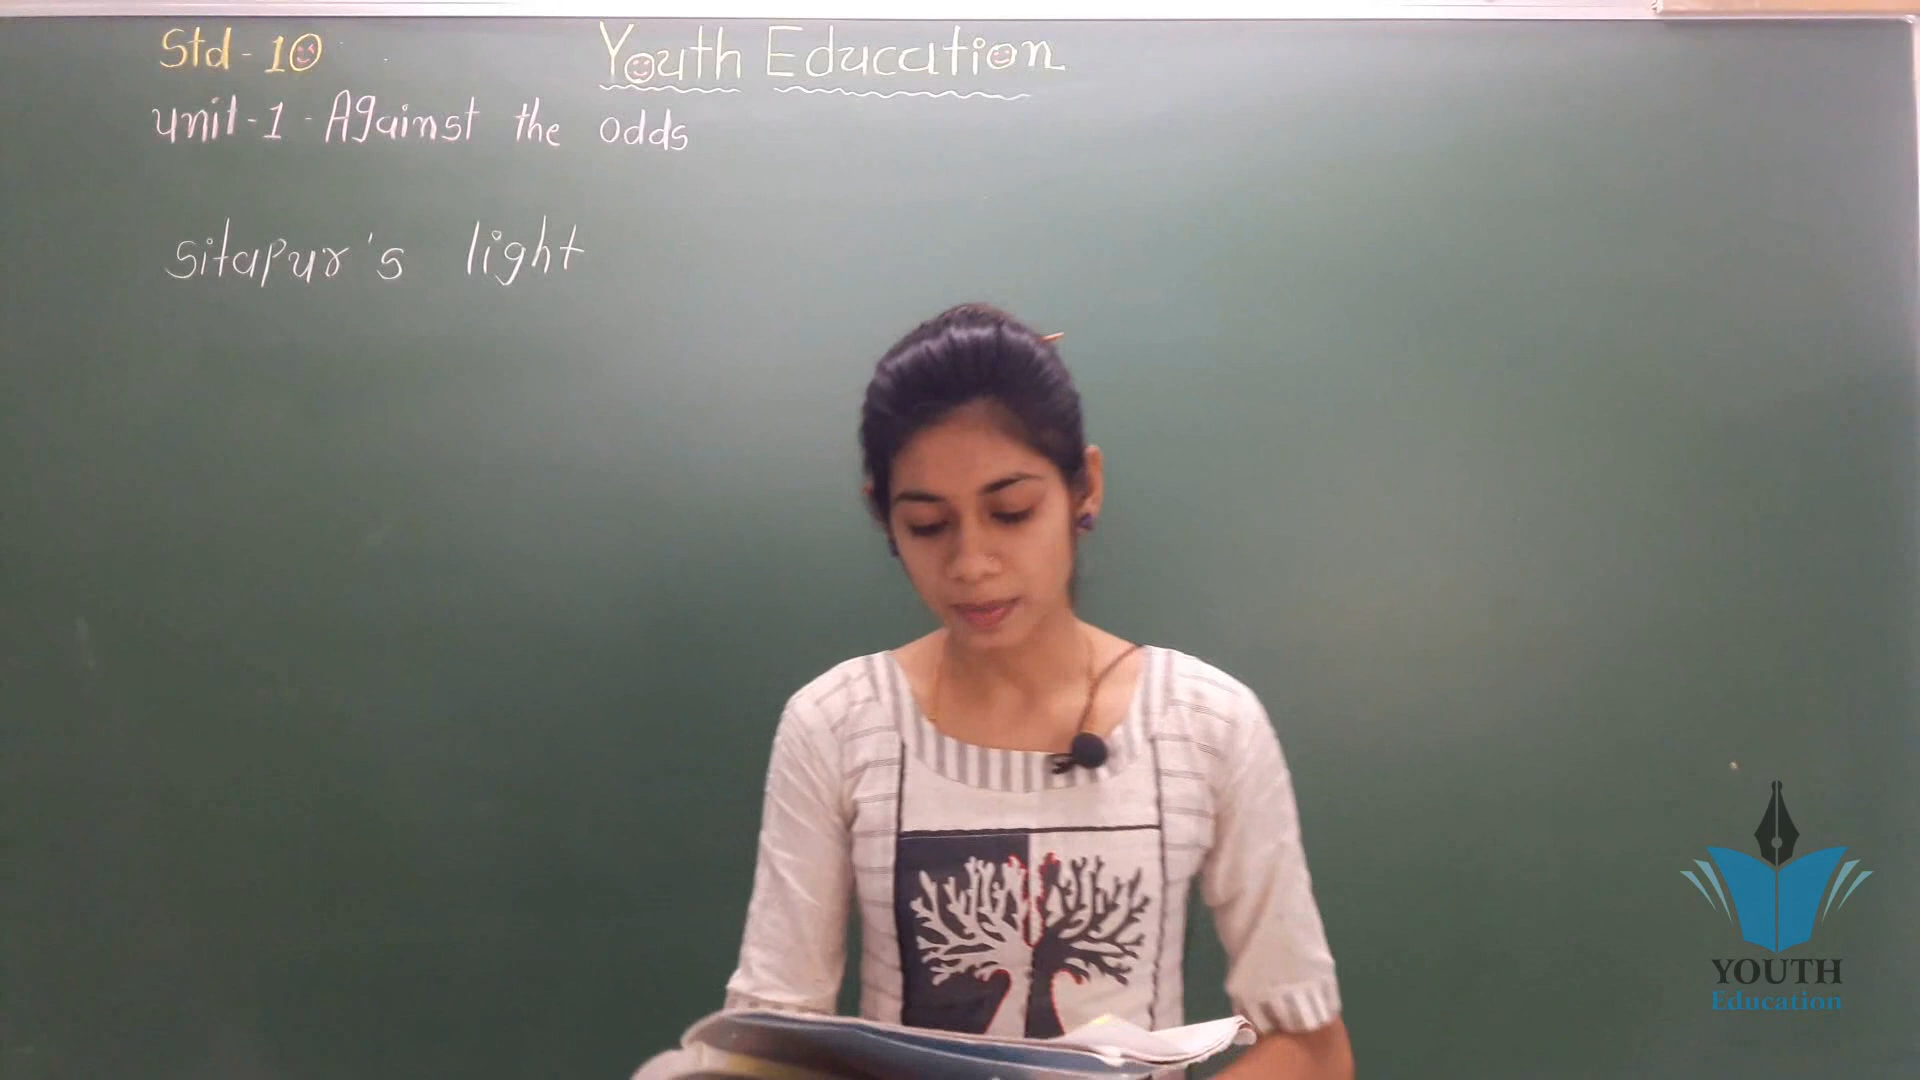 Std - 10
Youth Education
unit-1 - Against the odds
sitapur's light
YOUTH
Education